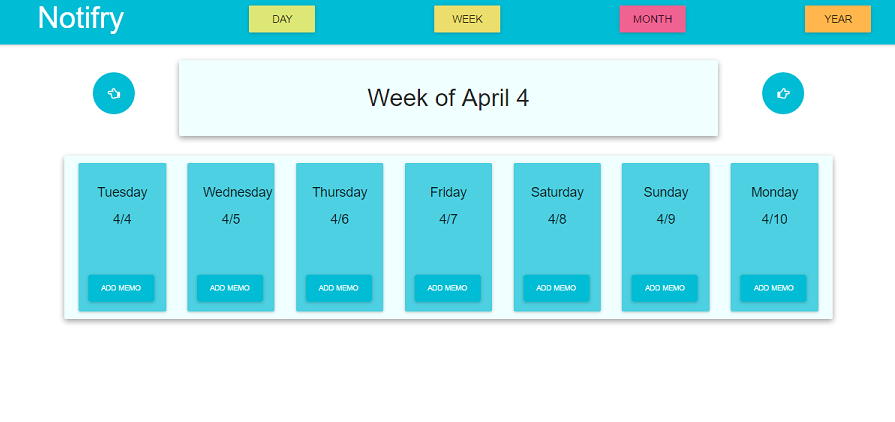 Notifry
DAY
WEEK
MONTH
YEAR
Week of April 4
Tuesday
4/4
ADD MEMO
Wednesday
4/5
ADD MEMO
Thursday
4/6
ADD MEMO
Friday
4/7
ADD MEMO
Saturday
4/8
ADD MEMO
Sunday
4/9
ADD MEMO
Monday
4/10
ADD MEMO